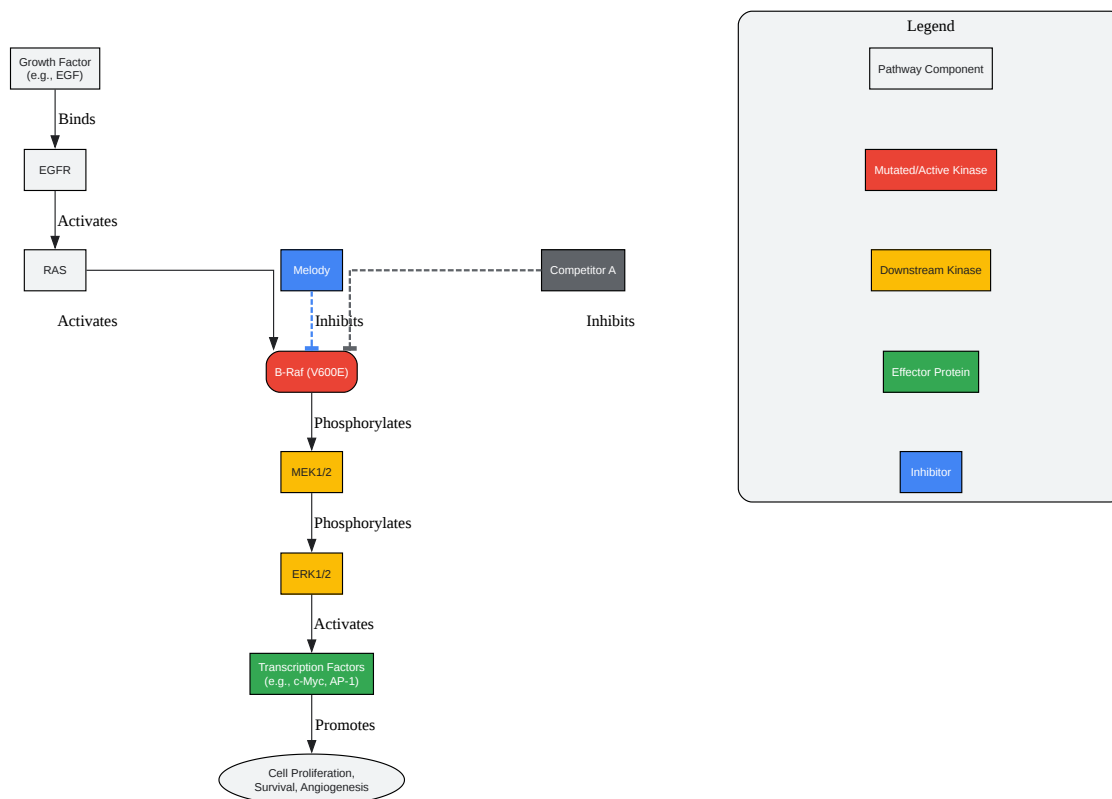 Legend
Growth Factor
(e.g., EGF)
Pathway Component
Binds
EGFR
Mutated/Active Kinase
Activates
RAS
Melody
Competitor A
Downstream Kinase
Activates
Inhibits
Inhibits
B-Raf (V600E)
Effector Protein
Phosphorylates
MEK1/2
Inhibitor
Phosphorylates
ERK1/2
Activates
Transcription Factors
(e.g., c-Myc, AP-1)
Promotes
Cell Proliferation,
Survival, Angiogenesis